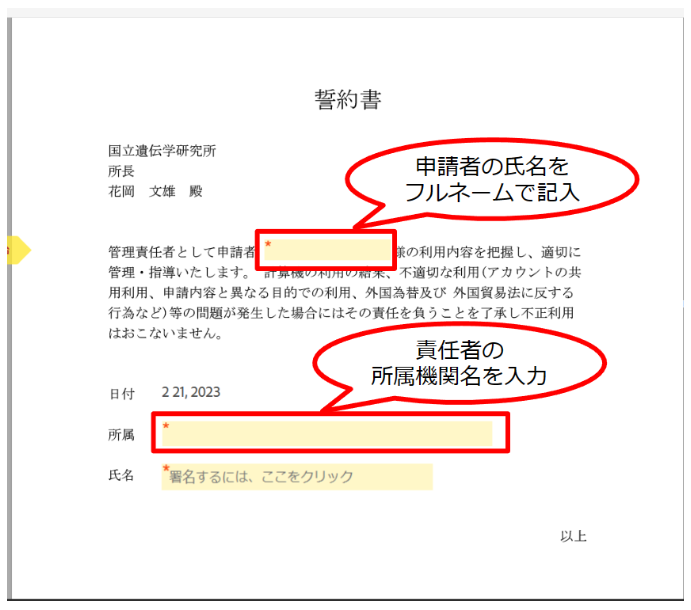 誓約書
国立遺伝学研究所
所長
花岡　文雄　殿
申請者の氏名を
フルネームで記入
管理責任者として申請者 * 様の利用内容を把握し、適切に
管理・指導いたします。 計算機の利用の結果、不適切な利用(アカウントの共
用利用、申請内容と異なる目的での利用、外国為替及び 外国貿易法に反する
行為など)等の問題が発生した場合にはその責任を負うことを了承し不正利用
はおこないません。
責任者の
所属機関名を入力
日付 2 21, 2023
所属 *
氏名 *署名するには、ここをクリック
以上